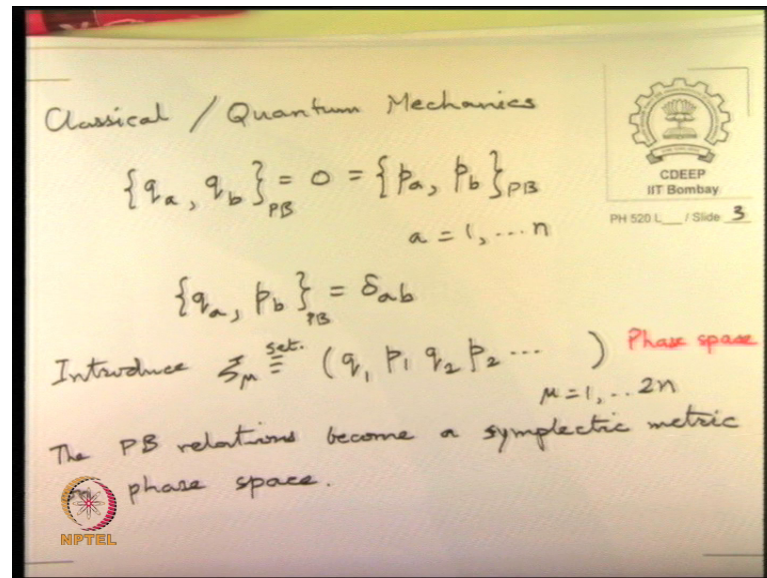 Classical / Quantum Mechanics
{q_a, q_b}_PB = 0 = {p_a, p_b}_PB
a = 1, ... n
{q_a, p_b}_PB = δ_ab
Introduce ξ_μ set. ≡ (q_1 p_1 q_2 p_2 ... ) Phase space
μ = 1, .. 2n
The PB relations become a symplectic metric
phase space.
CDEEP
IIT Bombay
PH 520 L___ / Slide 3
NPTEL